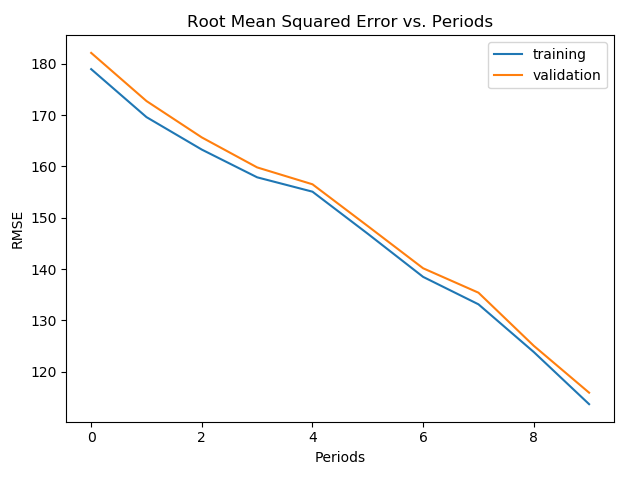 Root Mean Squared Error vs. Periods
training
validation
180
170
160
150
140
130
120
RMSE
0 2 4 6 8
Periods